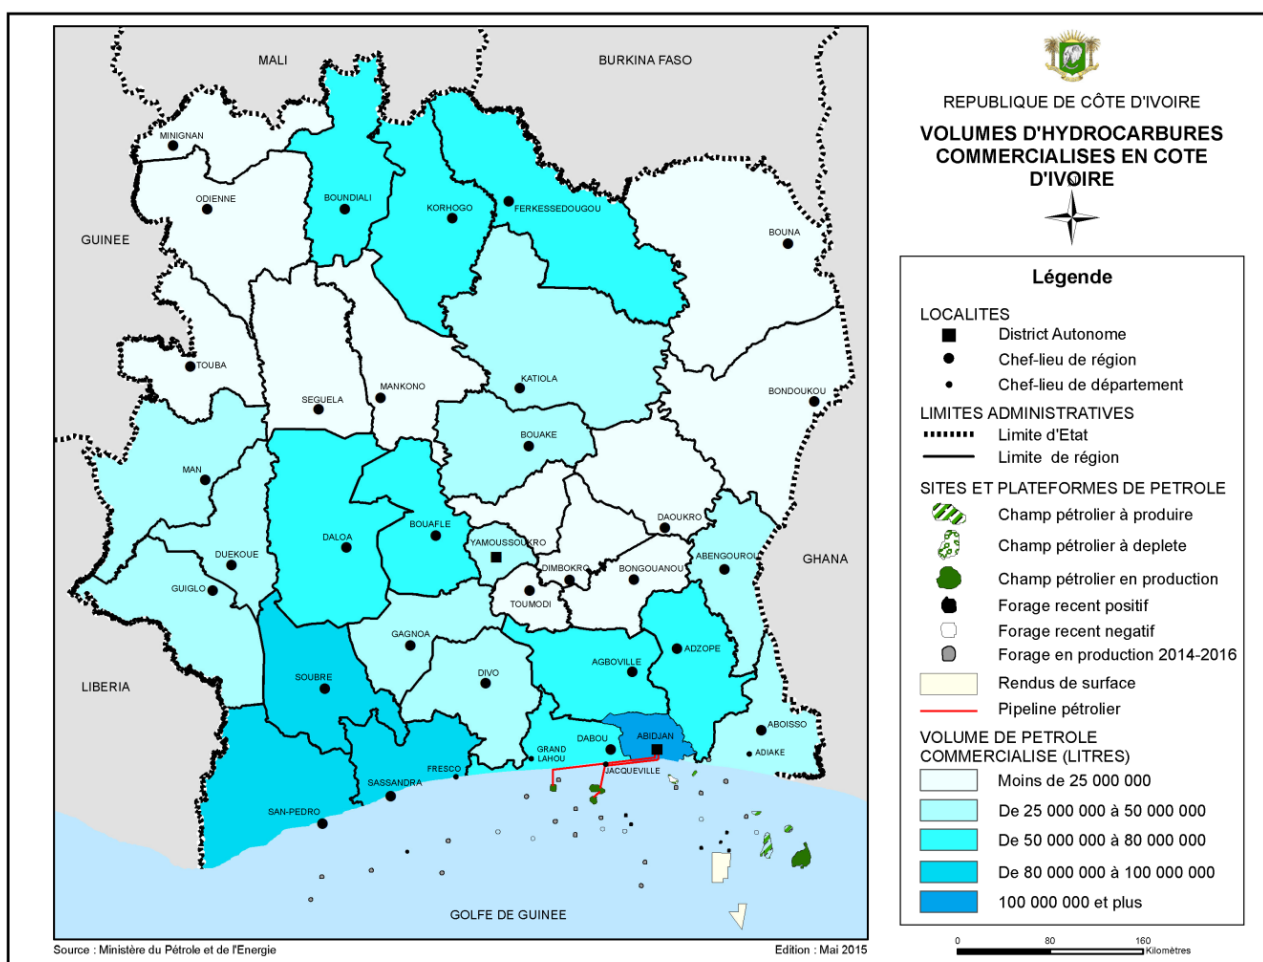 MALI
BURKINA FASO
MINIGNAN
ODIENNE
BOUNDIALI
KORHOGO
FERKESSEDOUGOU
GUINEE
BOUNA
TOUBA
SEGUELA
MANKONO
KATIOLA
BONDOUKOU
BOUAKE
MAN
DALOA
BOUAFLE
YAMOUSSOUKRO
DAOUKRO
DUEKOUE
GUIGLO
DIMBOKRO
BONGOUANOU
ABENGOUROU
GHANA
TOUMODI
GAGNOA
ADZOPE
LIBERIA
SOUBRE
DIVO
AGBOVILLE
ABOISSO
ADIAKE
GRAND
LAHOU
DABOU
ABIDJAN
JACQUEVILLE
FRESCO
SASSANDRA
SAN-PEDRO
GOLFE DE GUINEE
Source : Ministère du Pétrole et de l'Energie
Edition : Mai 2015
REPUBLIQUE DE CÔTE D'IVOIRE
VOLUMES D'HYDROCARBURES
COMMERCIALISES EN COTE
D'IVOIRE
N
Légende
LOCALITES
District Autonome
Chef-lieu de région
Chef-lieu de département
LIMITES ADMINISTRATIVES
Limite d'Etat
Limite de région
SITES ET PLATEFORMES DE PETROLE
Champ pétrolier à produire
Champ pétrolier à deplete
Champ pétrolier en production
Forage recent positif
Forage recent negatif
Forage en production 2014-2016
Rendus de surface
Pipeline pétrolier
VOLUME DE PETROLE
COMMERCIALISE (LITRES)
Moins de 25 000 000
De 25 000 000 à 50 000 000
De 50 000 000 à 80 000 000
De 80 000 000 à 100 000 000
100 000 000 et plus
0 80 160
Kilomètres